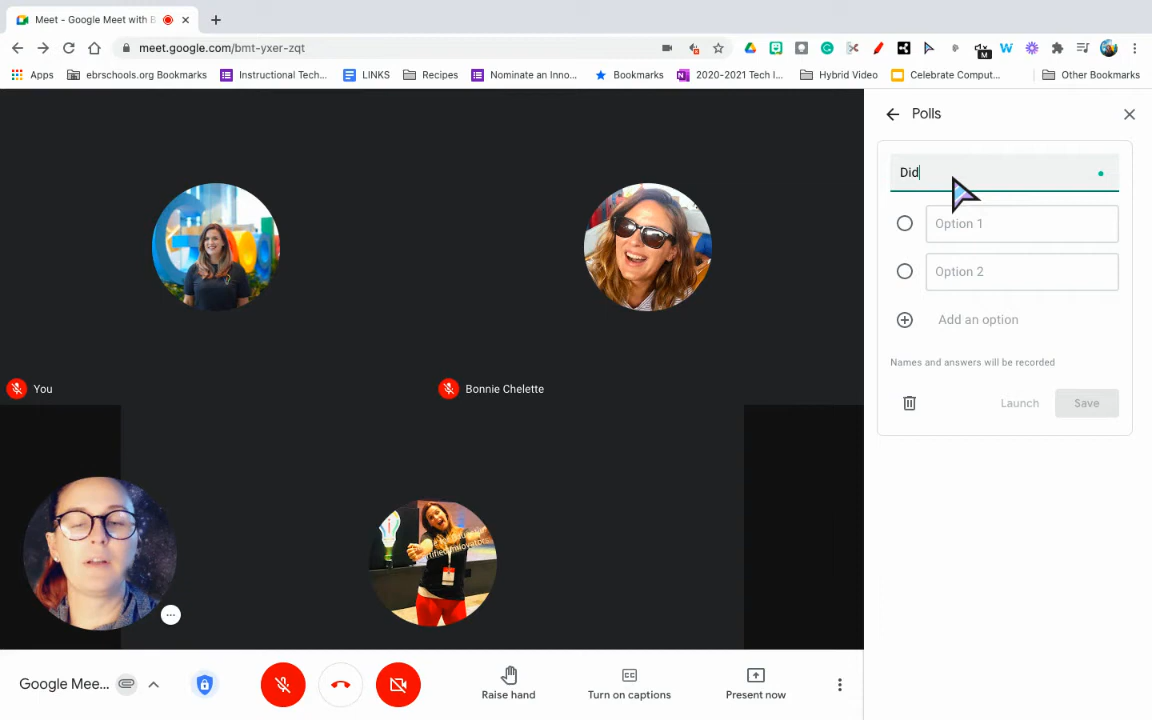 Meet - Google Meet with B
meet.google.com/bmt-yxer-zqt
M
Apps
ebrschools.org Bookmarks
Instructional Tech...
LINKS
Recipes
Nominate an Inno...
Bookmarks
2020-2021 Tech I...
Hybrid Video
Celebrate Comput...
Other Bookmarks
Polls
Did
Option 1
Option 2
Add an option
Names and answers will be recorded
Launch
Save
You
Bonnie Chelette
Google Mee...
Raise hand
CC
Turn on captions
Present now